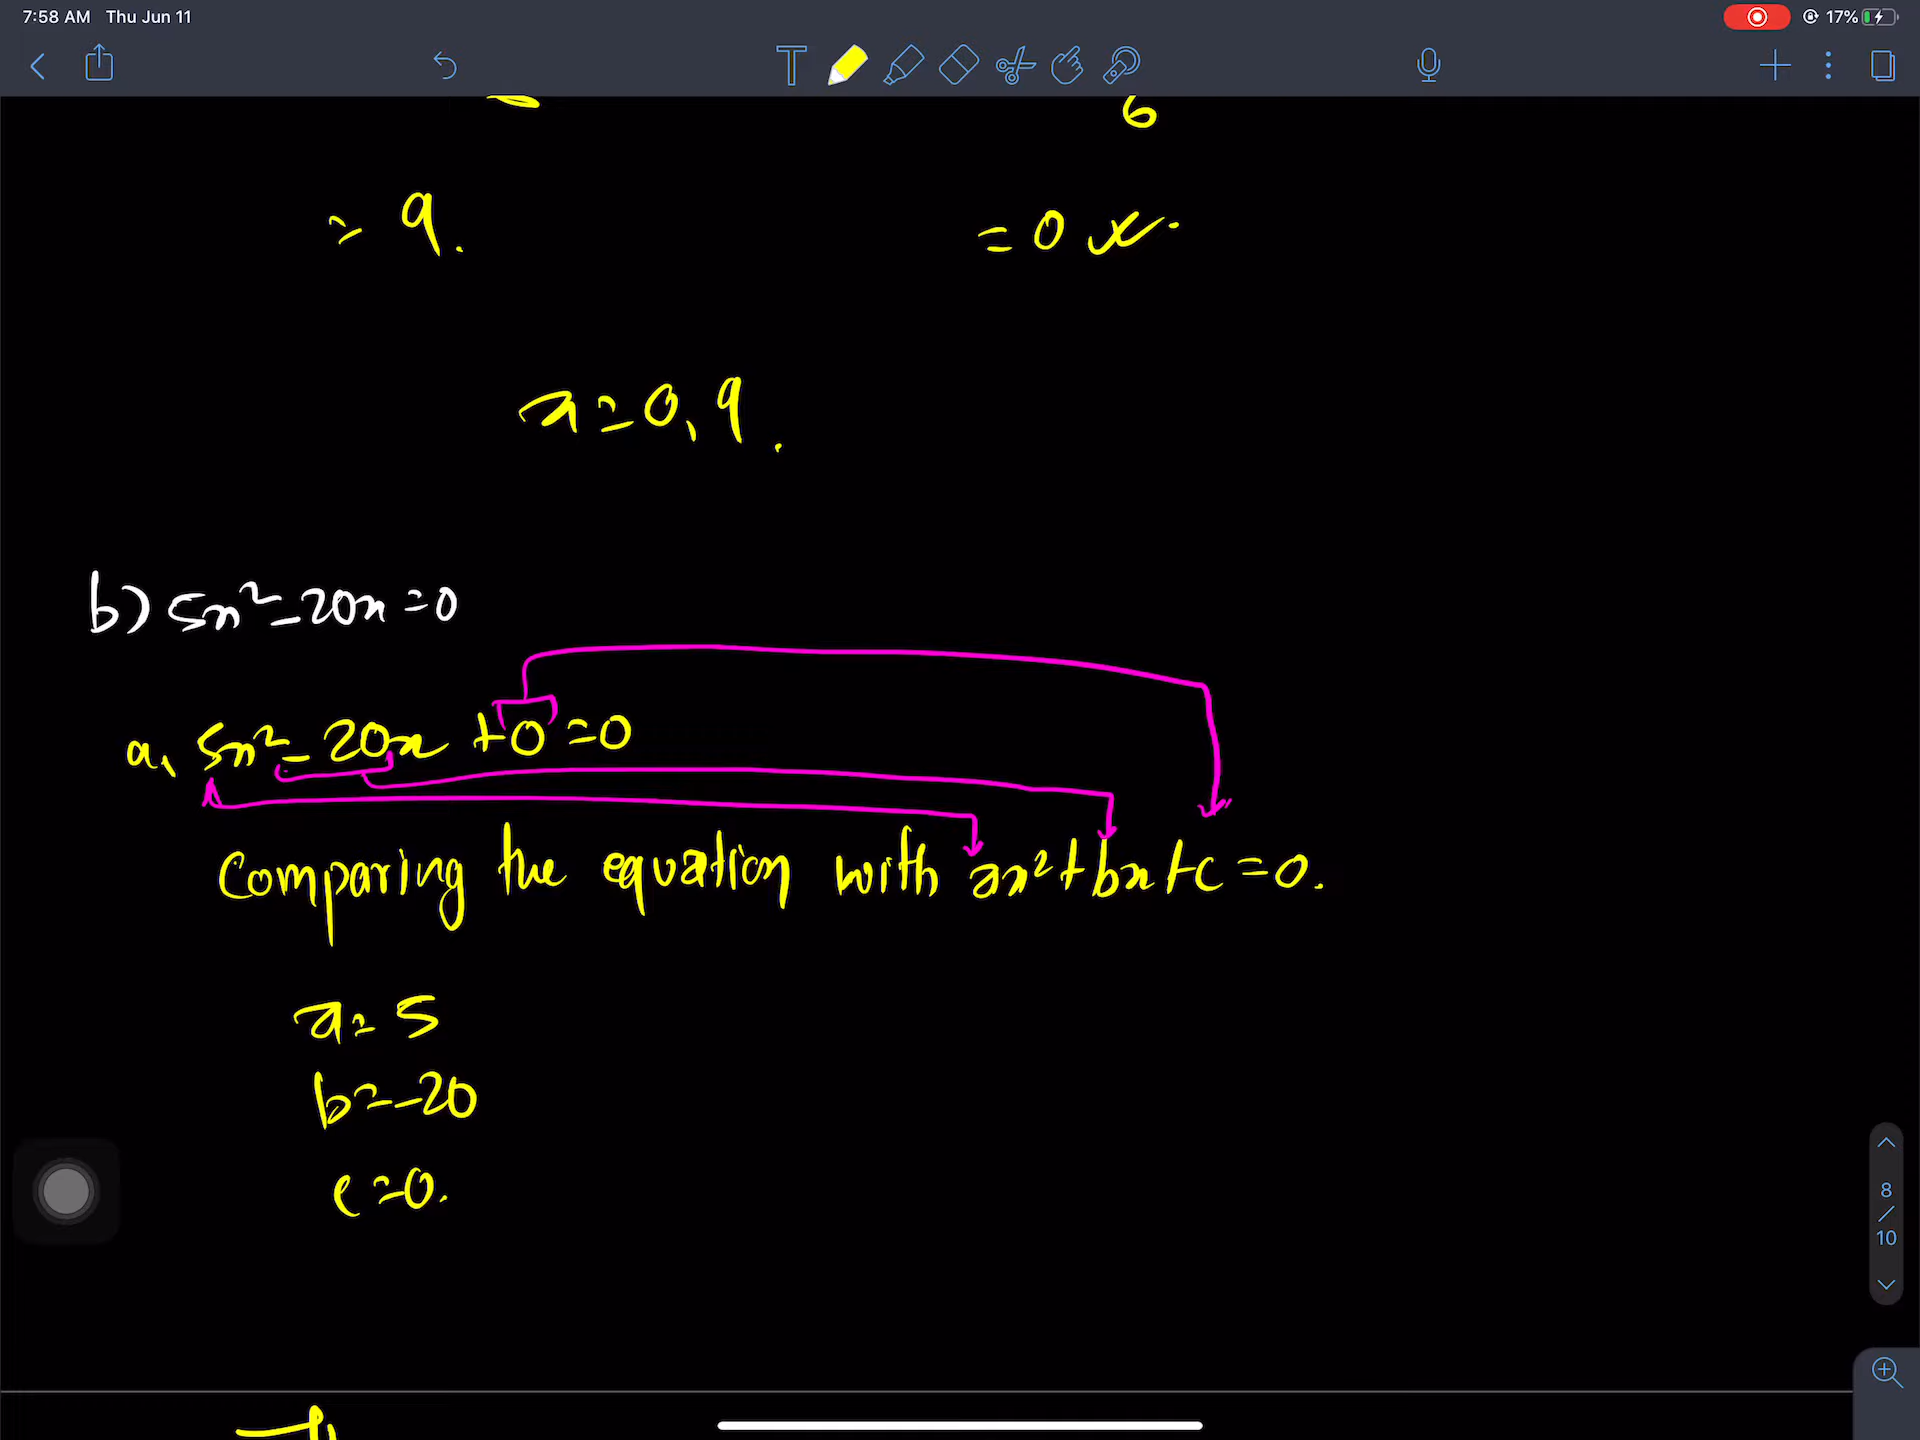 7:58 AM Thu Jun 11
17%
6
= 9.
= 0
x = 0, 9.
b) 5x² - 20x = 0
a, 5x² - 20x + 0 = 0
Comparing the equation with ax² + bx + c = 0.
a = 5
b = -20
c = 0.
8
/
10